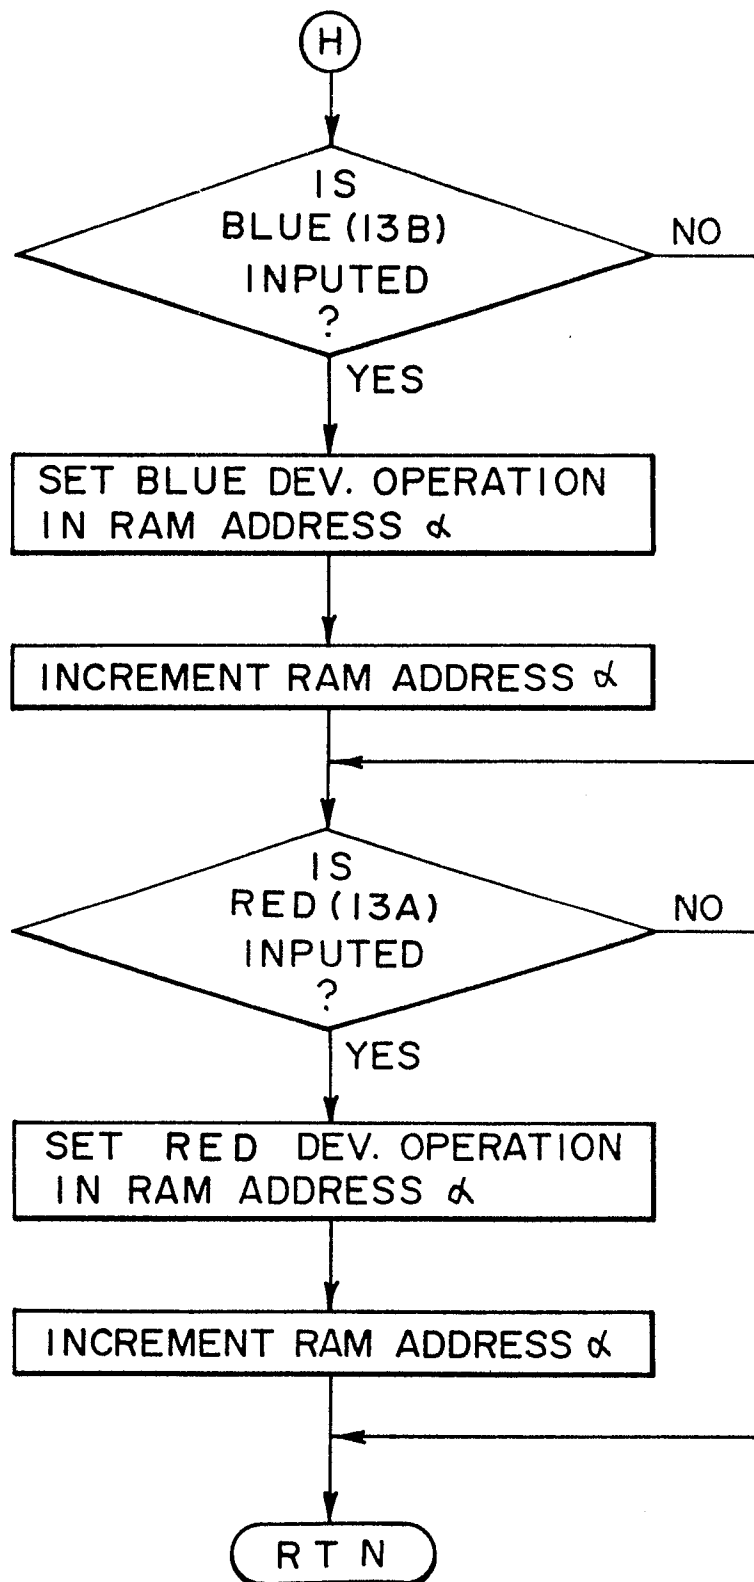 H
IS
BLUE (13B)
INPUTED
?
NO
YES
SET BLUE DEV. OPERATION
IN RAM ADDRESS α
INCREMENT RAM ADDRESS α
IS
RED (13A)
INPUTED
?
NO
YES
SET RED DEV. OPERATION
IN RAM ADDRESS α
INCREMENT RAM ADDRESS α
RTN